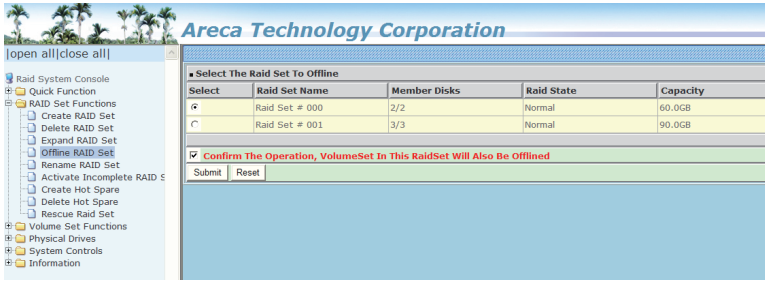 Areca Technology Corporation
|open all|close all|
Raid System Console
Quick Function
RAID Set Functions
Create RAID Set
Delete RAID Set
Expand RAID Set
Offline RAID Set
Rename RAID Set
Activate Incomplete RAID S
Create Hot Spare
Delete Hot Spare
Rescue Raid Set
Volume Set Functions
Physical Drives
System Controls
Information
Select The Raid Set To Offline
Select Raid Set Name Member Disks Raid State Capacity
Raid Set # 000 2/2 Normal 60.0GB
Raid Set # 001 3/3 Normal 90.0GB
Confirm The Operation, VolumeSet In This RaidSet Will Also Be Offlined
Submit Reset